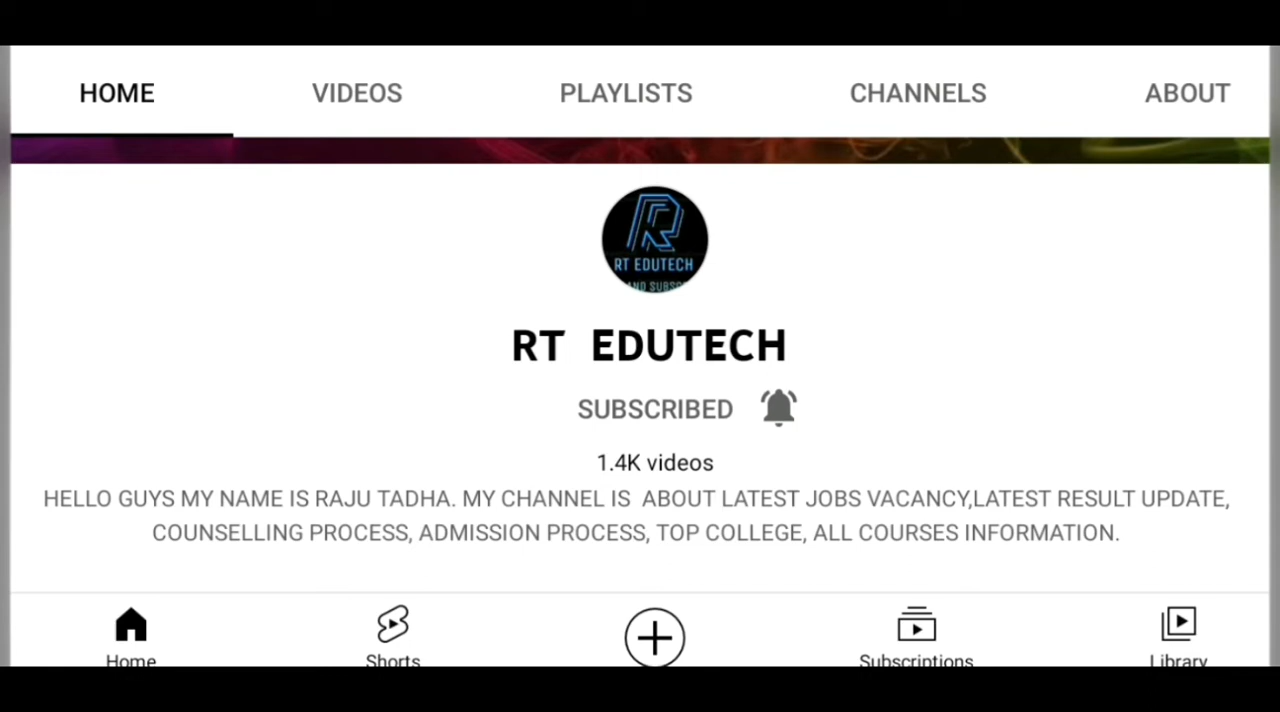 HOME VIDEOS PLAYLISTS CHANNELS ABOUT
RT EDUTECH
AND
RT EDUTECH
SUBSCRIBED
1.4K videos
HELLO GUYS MY NAME IS RAJU TADHA. MY CHANNEL IS ABOUT LATEST JOBS VACANCY,LATEST RESULT UPDATE,
COUNSELLING PROCESS, ADMISSION PROCESS, TOP COLLEGE, ALL COURSES INFORMATION.
Home Shorts Subscriptions Library